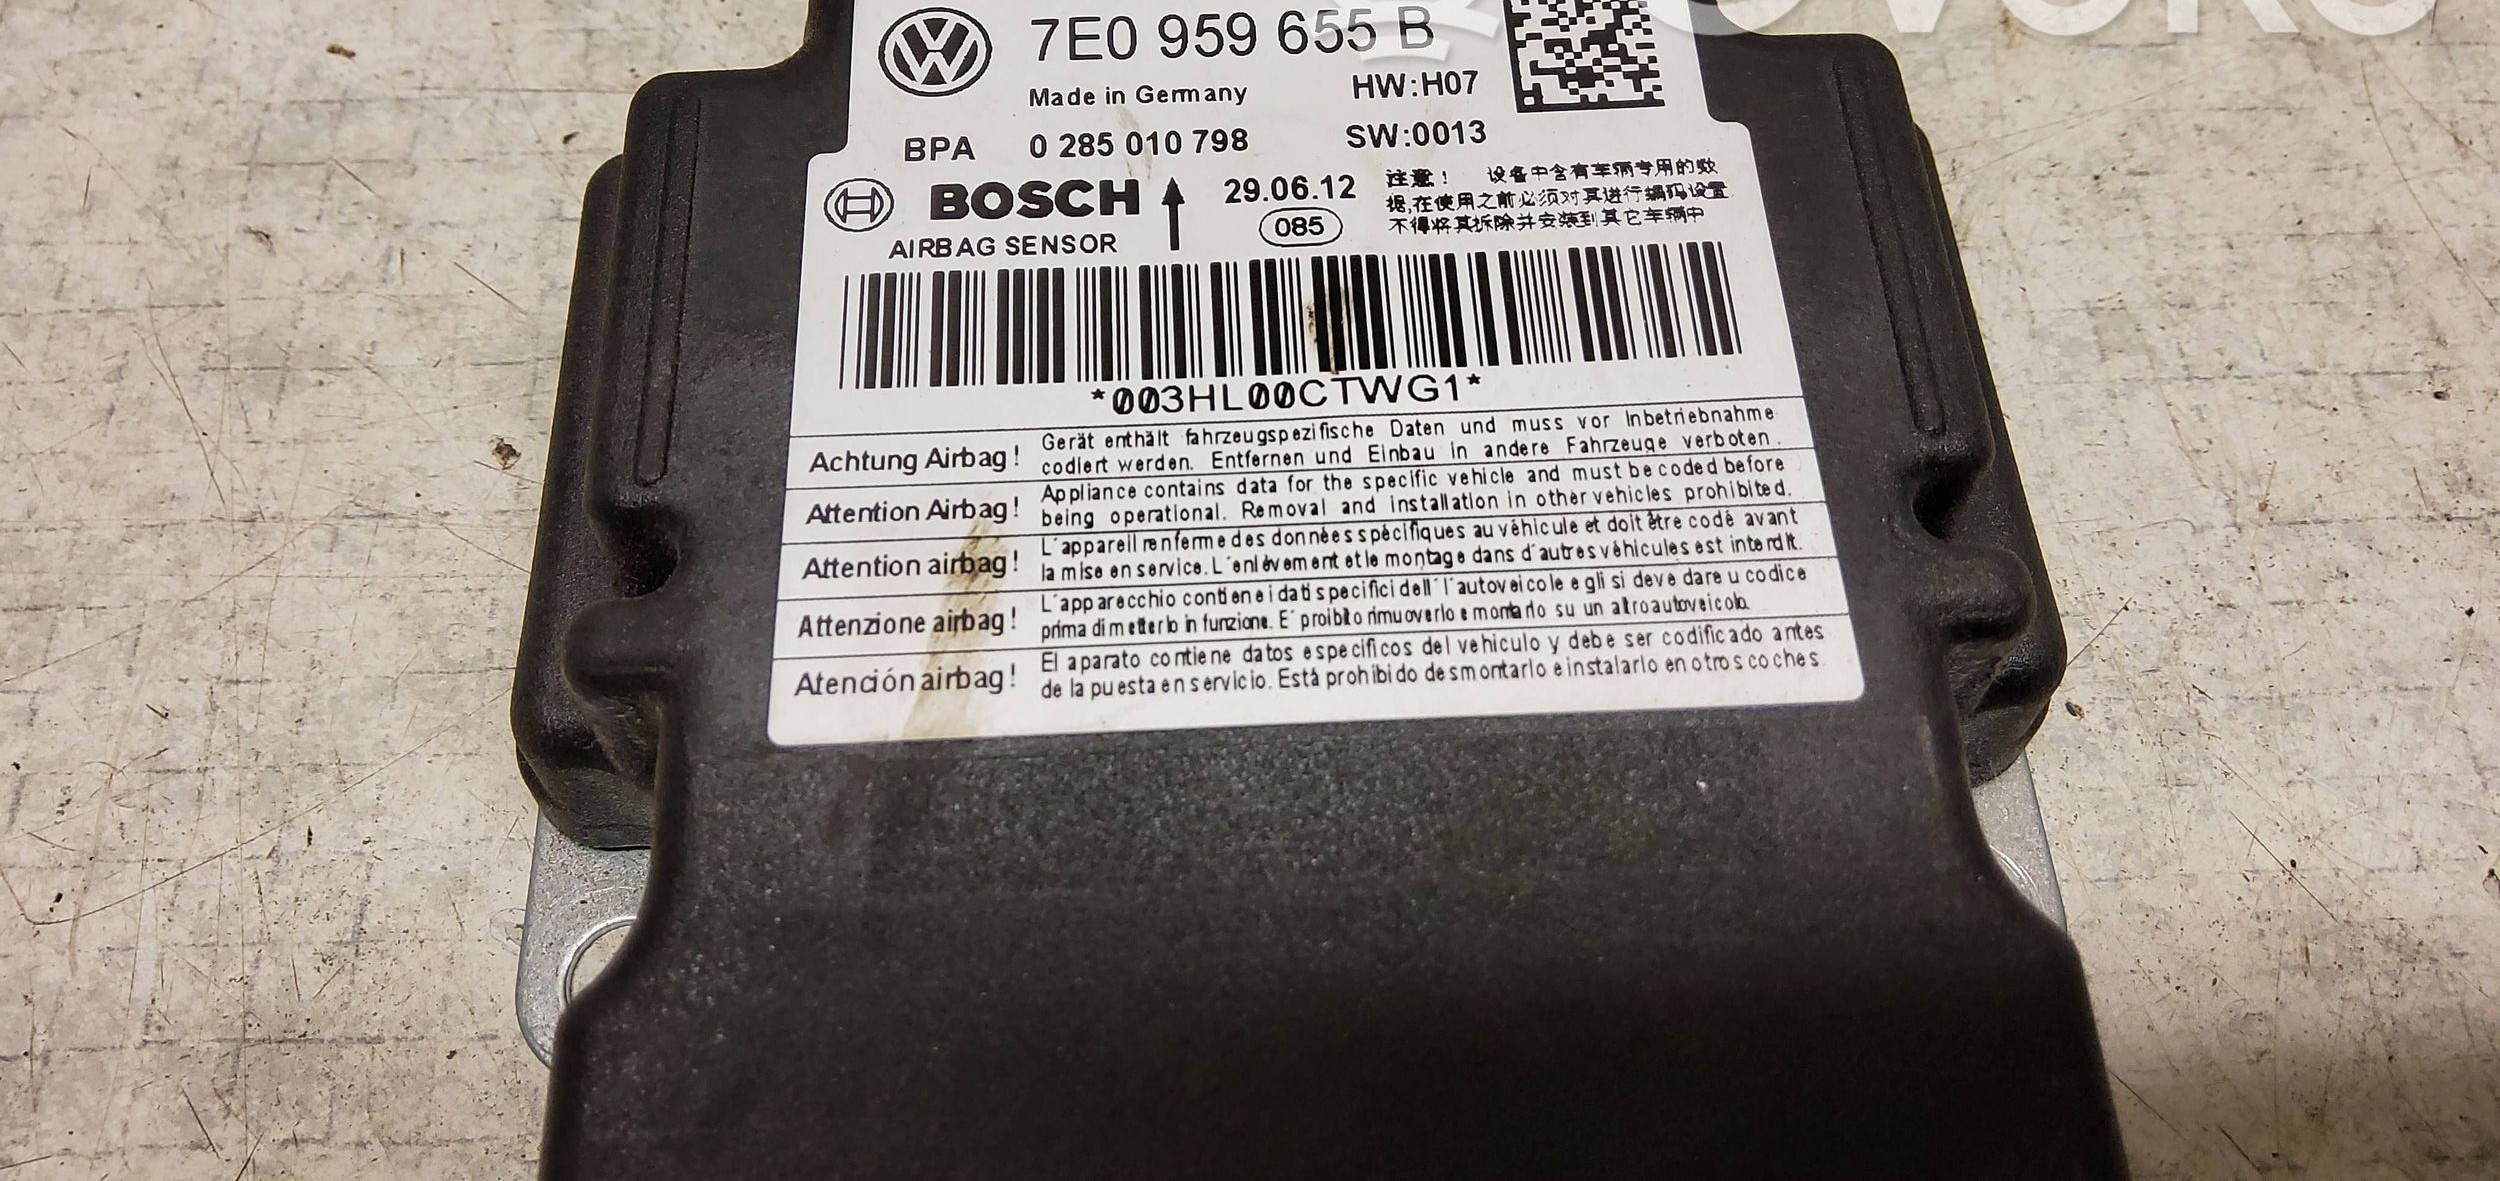 7E0 959 655 B
Made in Germany
HW:H07
BPA 0 285 010 798
SW:0013
BOSCH
29.06.12
AIRBAG SENSOR
085
注意! 设备中含有车辆专用的数
据,在使用之前必须对其进行编码设置
不得将其拆除并安装到其它车辆中
*003HL00CTWG1*
Achtung Airbag! Gerät enthält fahrzeugspezifische Daten und muss vor Inbetriebnahme
codiert werden. Entfernen und Einbau in andere Fahrzeuge verboten.
Attention Airbag! Appliance contains data for the specific vehicle and must be coded before
being operational. Removal and installation in other vehicles prohibited.
Attention airbag! L'appareil renferme des données spécifiques au véhicule et doit être codé avant
la mise en service. L'enlévement et le montage dans d'autres véhicules est interdit.
Attenzione airbag! L'apparecchio contiene i dati specifici dell' l'autoveicolo e gli si deve dare u codice
prima di metterlo in funzione. E' proibito rimuoverlo e montarlo su un altro autoveicolo.
Atención airbag! El aparato contiene datos especificos del vehiculo y debe ser codificado antes
de la puesta en servicio. Está prohibido desmontarlo e instalarlo en otros coches.